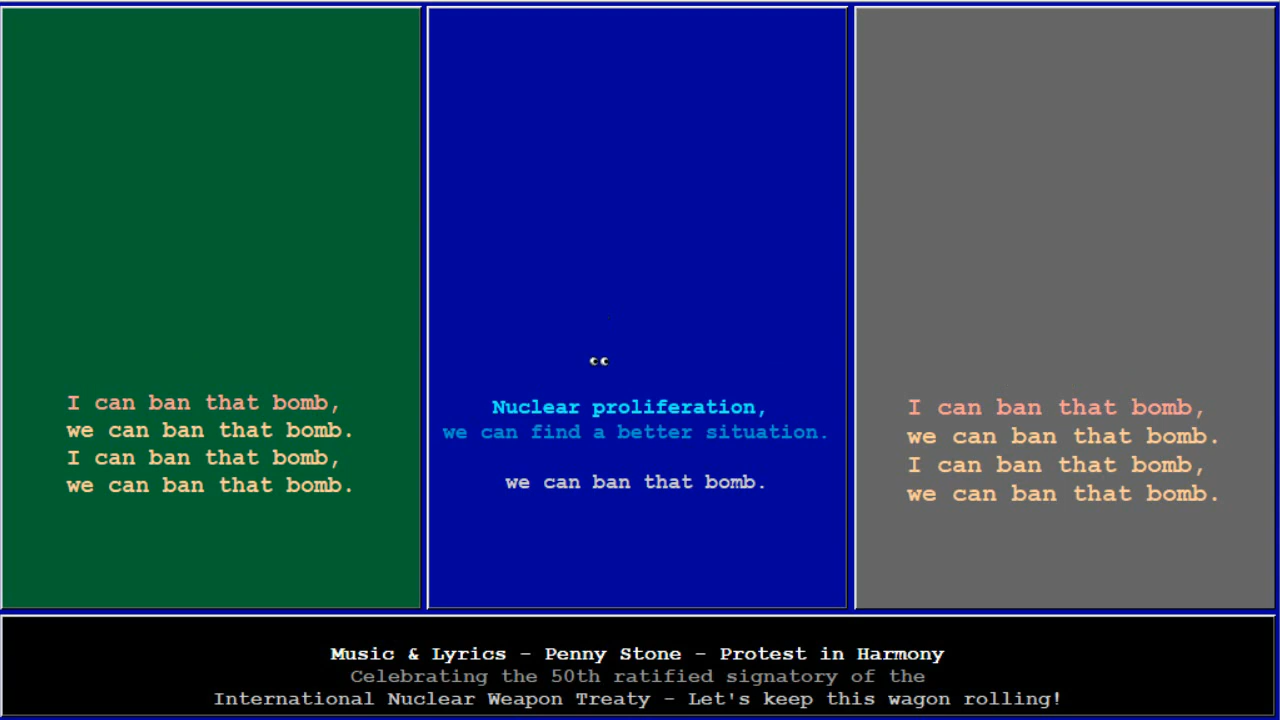 I can ban that bomb,
we can ban that bomb.
I can ban that bomb,
we can ban that bomb.
Nuclear proliferation,
we can find a better situation.
we can ban that bomb.
I can ban that bomb,
we can ban that bomb.
I can ban that bomb,
we can ban that bomb.
Music & Lyrics - Penny Stone - Protest in Harmony
Celebrating the 50th ratified signatory of the
International Nuclear Weapon Treaty - Let's keep this wagon rolling!